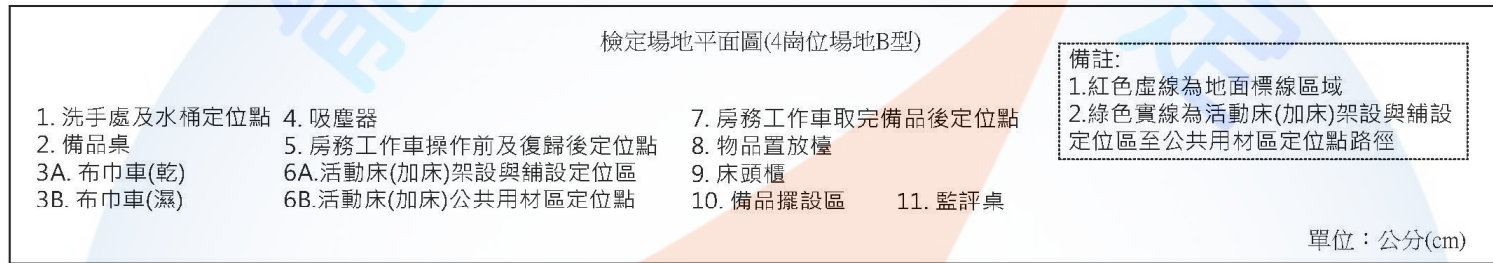 檢定場地平面圖(4崗位場地B型)
備註:
1.紅色虛線為地面標線區域
2.綠色實線為活動床(加床)架設與舖設
定位區至公共用材區定位點路徑
1. 洗手處及水桶定位點 4. 吸塵器 7. 房務工作車取完備品後定位點
2. 備品桌 5. 房務工作車操作前及復歸後定位點 8. 物品置放檯
3A. 布巾車(乾) 6A.活動床(加床)架設與舖設定位區 9. 床頭櫃
3B. 布巾車(濕) 6B.活動床(加床)公共用材區定位點 10. 備品擺設區 11. 監評桌
單位：公分(cm)